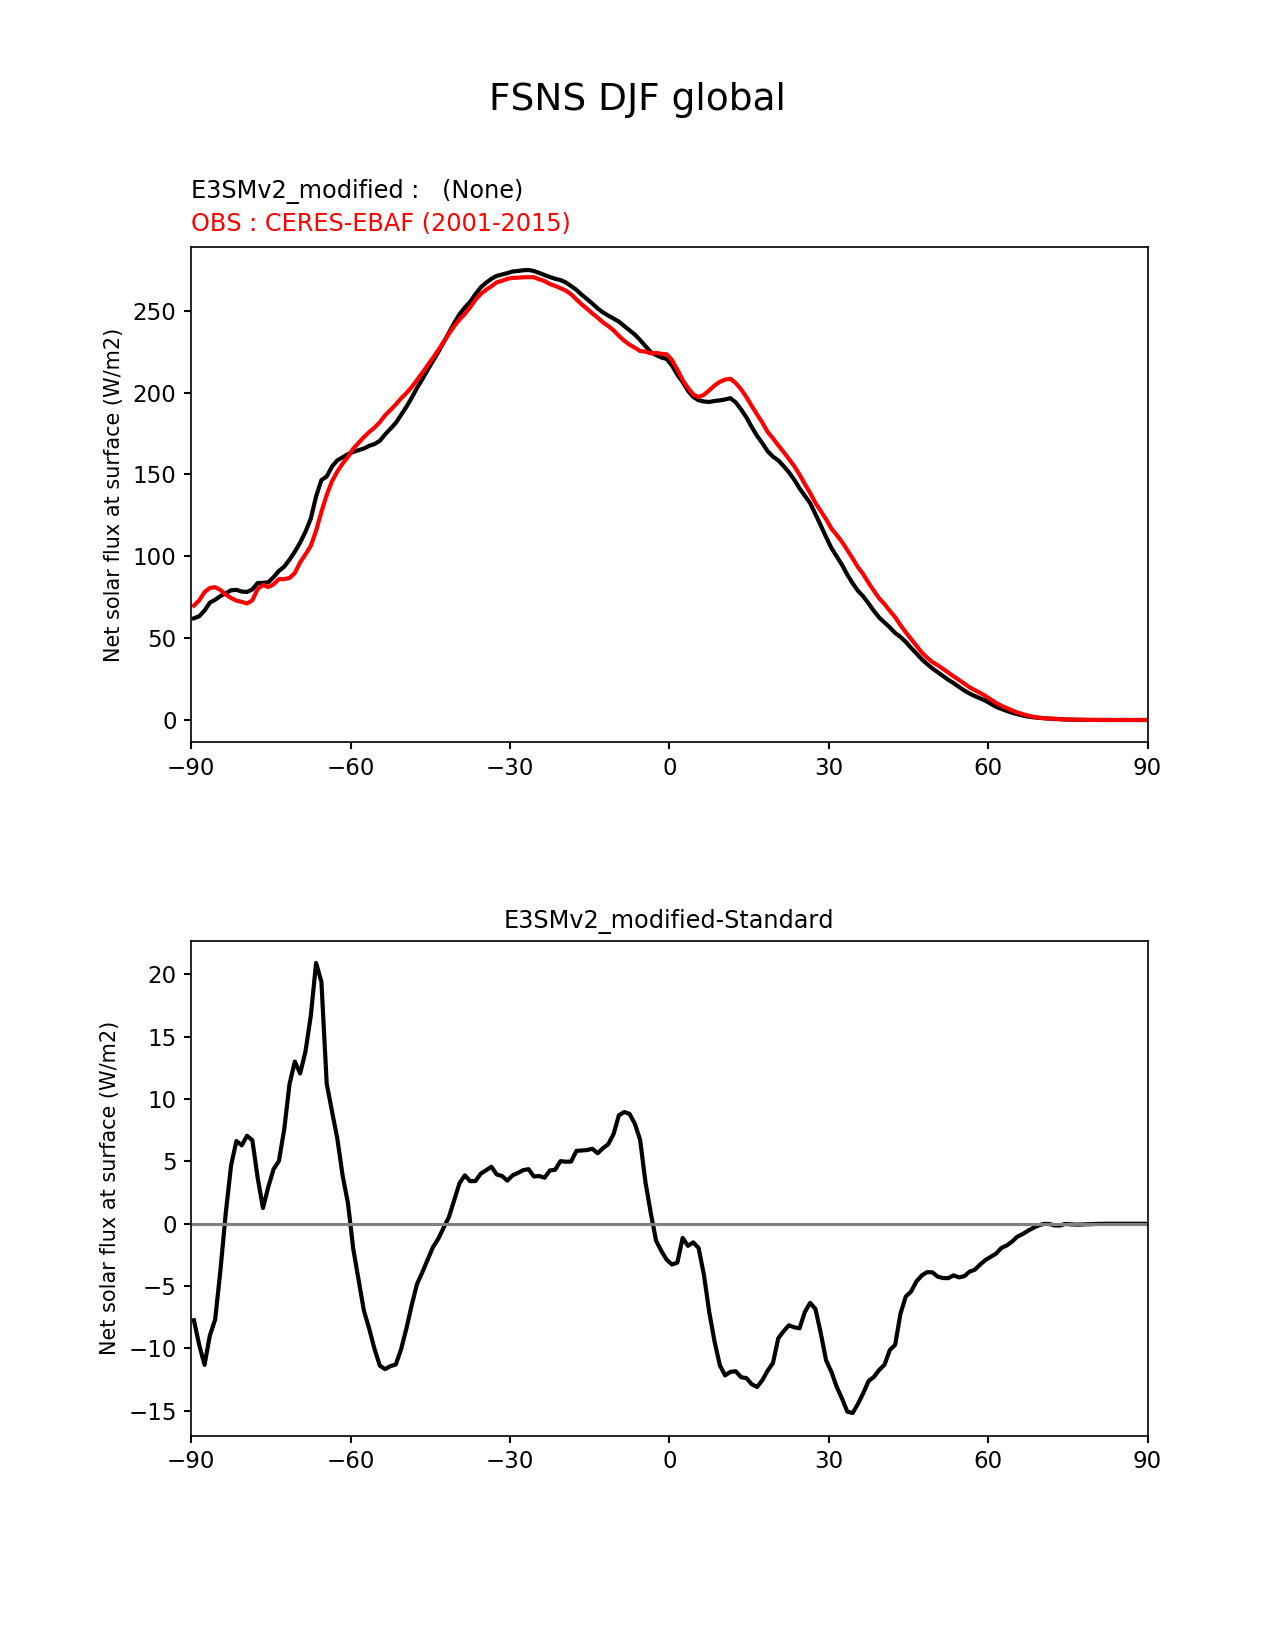 FSNS DJF global
E3SMv2_modified :   (None)
OBS : CERES-EBAF (2001-2015)
Net solar flux at surface (W/m2)
250
200
150
100
50
0
−90 −60 −30 0 30 60 90
E3SMv2_modified-Standard
Net solar flux at surface (W/m2)
20
15
10
5
0
−5
−10
−15
−90 −60 −30 0 30 60 90